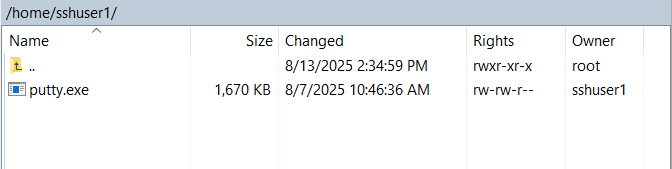 /home/sshuser1/
Name Size Changed Rights Owner
.. 8/13/2025 2:34:59 PM rwxr-xr-x root
putty.exe 1,670 KB 8/7/2025 10:46:36 AM rw-rw-r-- sshuser1